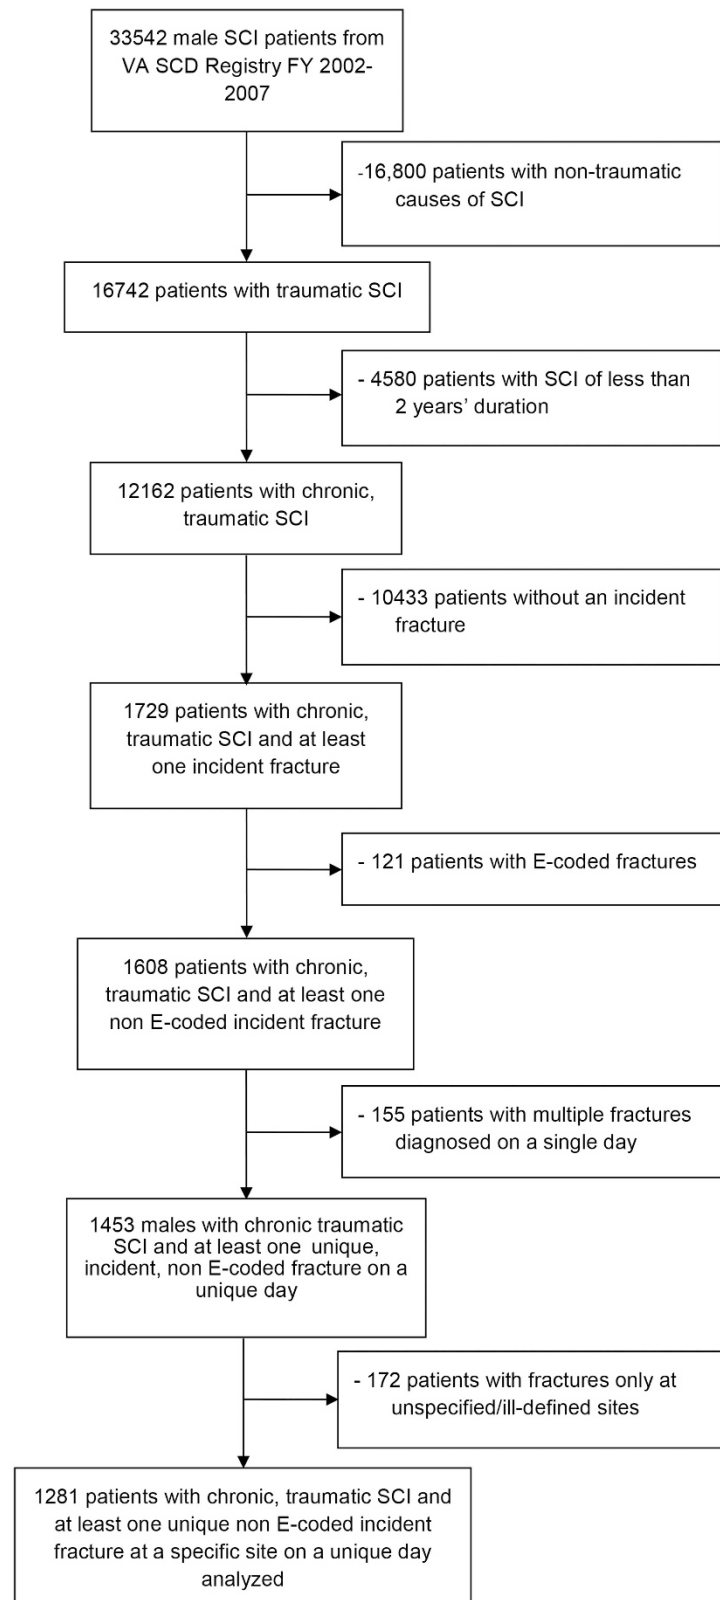 33542 male SCI patients from
VA SCD Registry FY 2002-
2007
-16,800 patients with non-traumatic
causes of SCI
16742 patients with traumatic SCI
- 4580 patients with SCI of less than
2 years’ duration
12162 patients with chronic,
traumatic SCI
- 10433 patients without an incident
fracture
1729 patients with chronic,
traumatic SCI and at least
one incident fracture
- 121 patients with E-coded fractures
1608 patients with chronic,
traumatic SCI and at least one
non E-coded incident fracture
- 155 patients with multiple fractures
diagnosed on a single day
1453 males with chronic traumatic
SCI and at least one unique,
incident, non E-coded fracture on a
unique day
- 172 patients with fractures only at
unspecified/ill-defined sites
1281 patients with chronic, traumatic SCI and
at least one unique non E-coded incident
fracture at a specific site on a unique day
analyzed